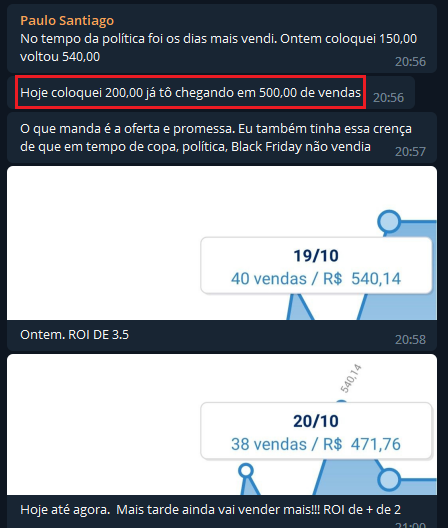 Paulo Santiago
No tempo da política foi os dias mais vendi. Ontem coloquei 150,00
voltou 540,00
20:56
Hoje coloquei 200,00 já tô chegando em 500,00 de vendas
20:56
O que manda é a oferta e promessa. Eu também tinha essa crença
de que em tempo de copa, política, Black Friday não vendia
20:57
19/10
40 vendas / R$ 540,14
Ontem. ROI DE 3.5
20:58
540,14
20/10
38 vendas / R$ 471,76
Hoje até agora. Mais tarde ainda vai vender mais!!! ROI de + de 2
21:00